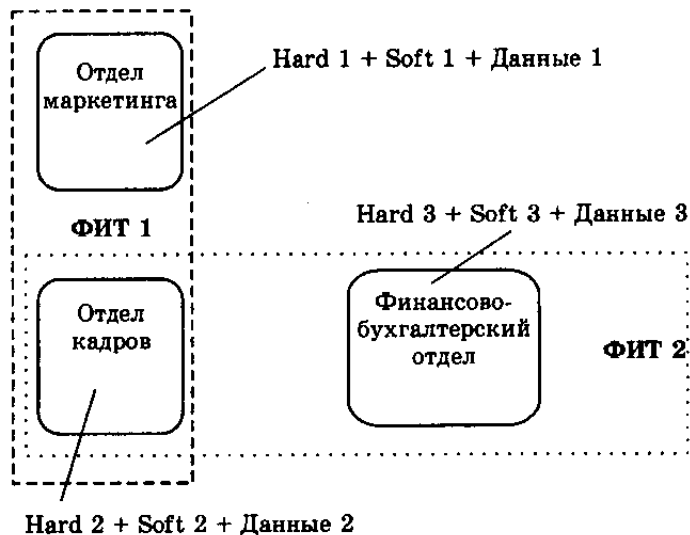 Отдел
маркетинга
Hard 1 + Soft 1 + Данные 1
ФИТ 1
Hard 3 + Soft 3 + Данные 3
Отдел
кадров
Финансово-
бухгалтерский
отдел
ФИТ 2
Hard 2 + Soft 2 + Данные 2